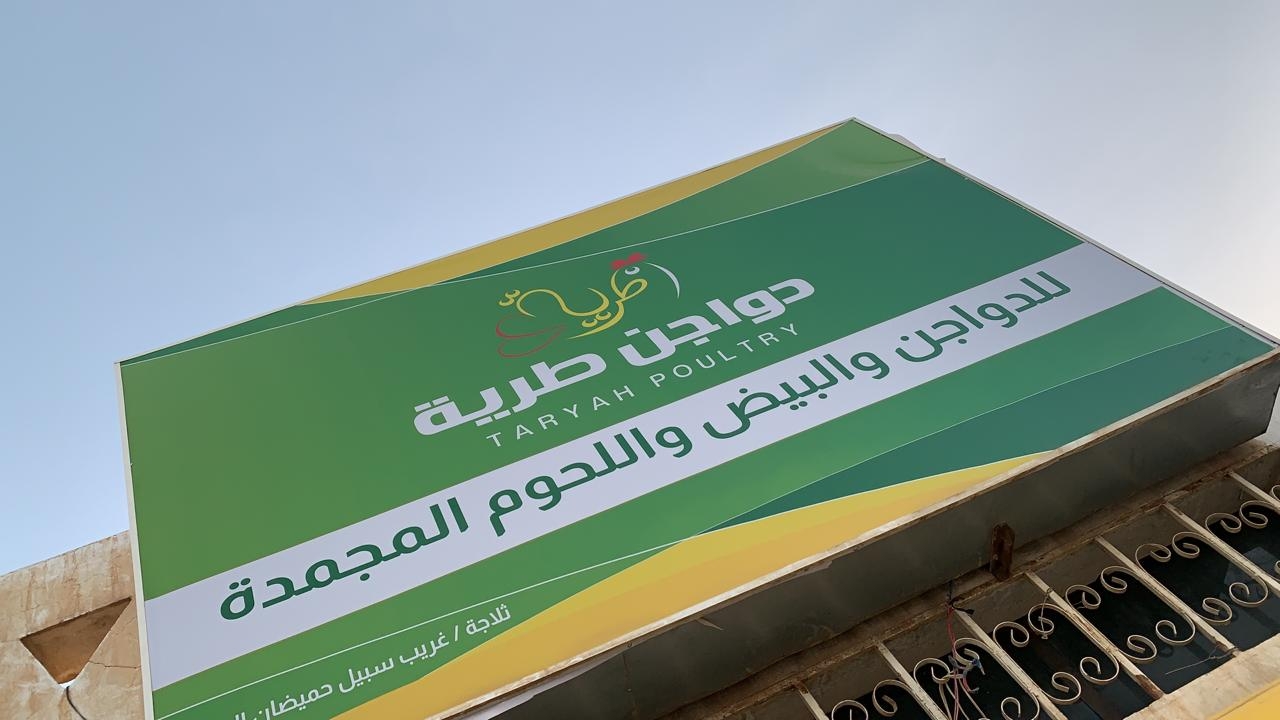 طرية
دواجن طرية
TARYAH POULTRY
للدواجن والبيض واللحوم المجمدة
ثلاجة / غريب سبيل حميضان